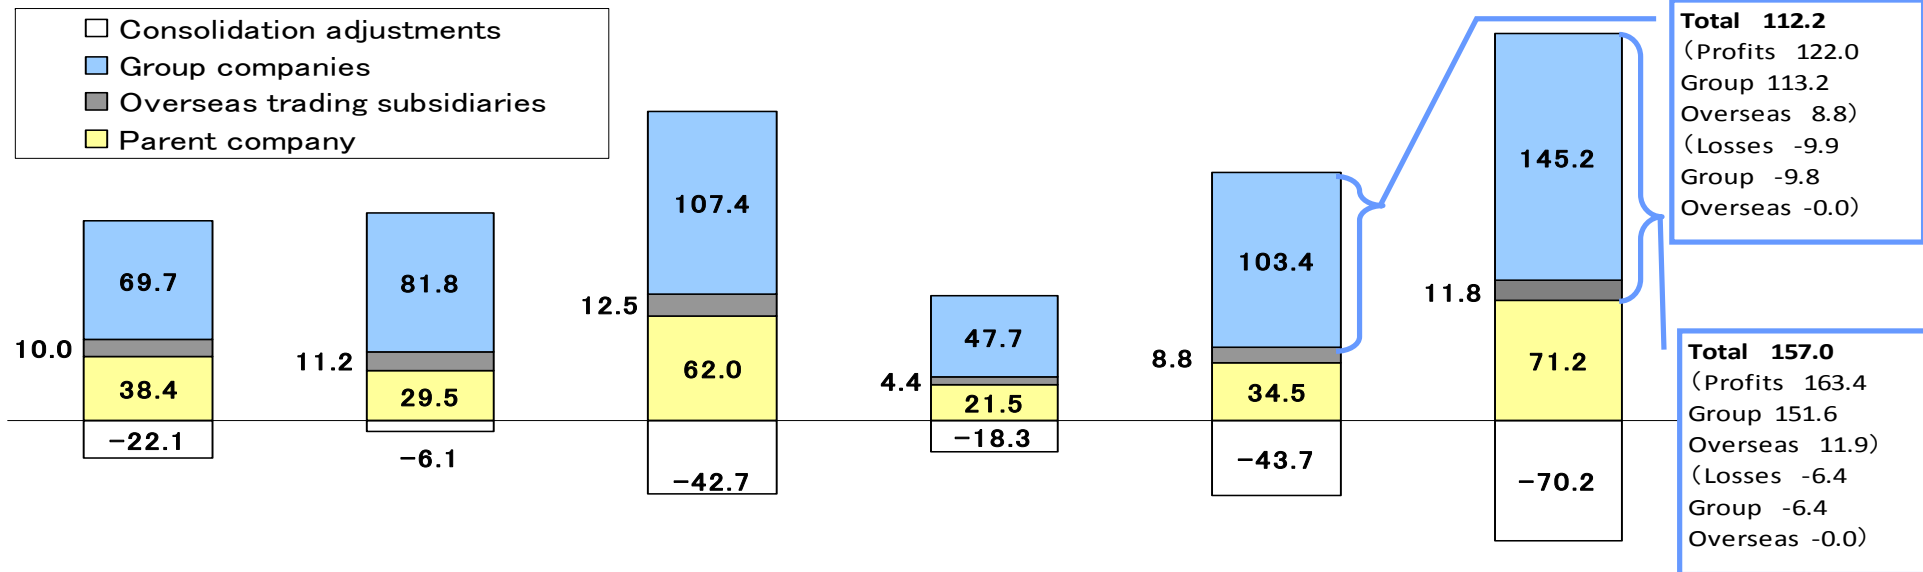 Consolidation adjustments
Group companies
Overseas trading subsidiaries
Parent company
69.7
10.0
38.4
−22.1
81.8
11.2
29.5
−6.1
107.4
12.5
62.0
−42.7
47.7
4.4
21.5
−18.3
103.4
8.8
34.5
−43.7
145.2
11.8
71.2
−70.2
Total 112.2
(Profits 122.0
Group 113.2
Overseas 8.8)
(Losses -9.9
Group -9.8
Overseas -0.0)
Total 157.0
(Profits 163.4
Group 151.6
Overseas 11.9)
(Losses -6.4
Group -6.4
Overseas -0.0)